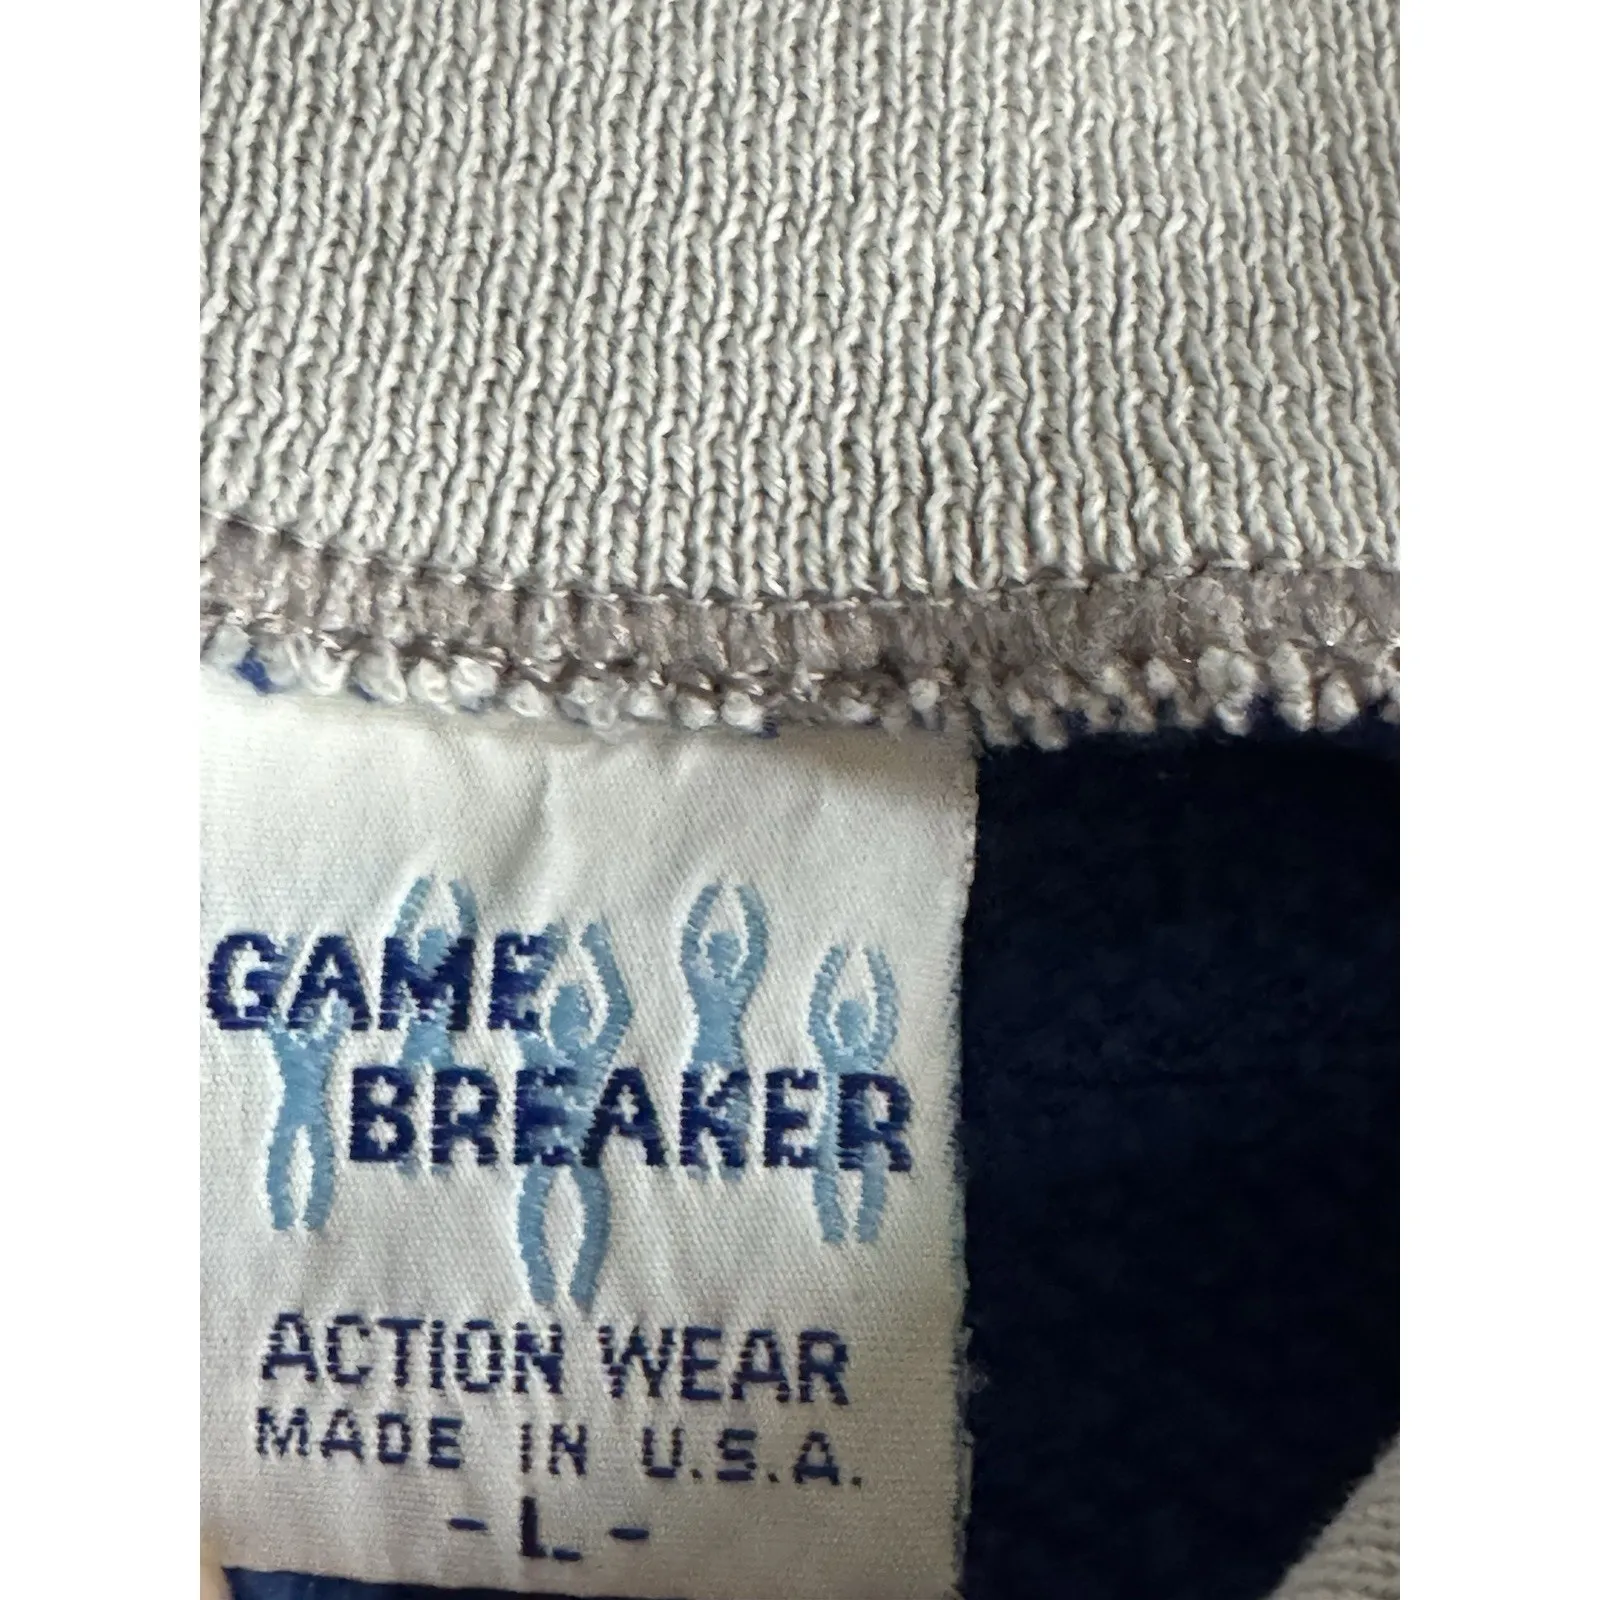 GAME
BREAKER
ACTION WEAR
MADE IN U.S.A.
- L -